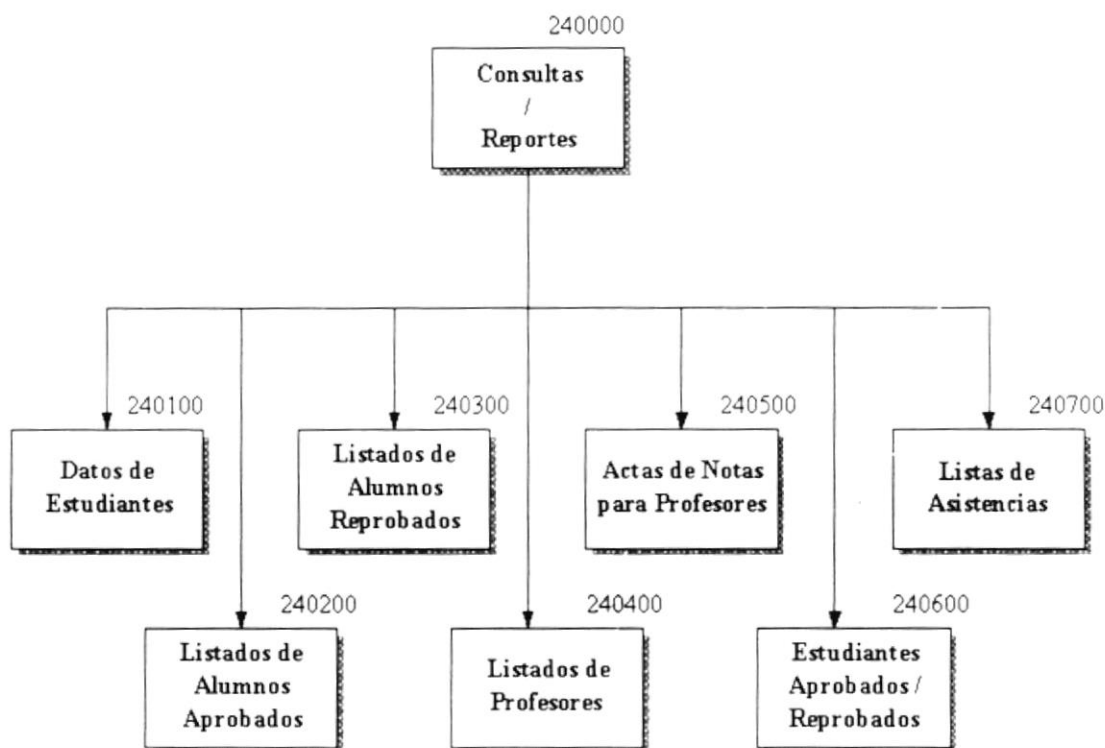 240000
Consultas
/
Reportes
240100
Datos de
Estudiantes
240300
Listados de
Alumnos
Reprobados
240500
Actas de Notas
para Profesores
240700
Listas de
Asistencias
240200
Listados de
Alumnos
Aprobados
240400
Listados de
Profesores
240600
Estudiantes
Aprobados /
Reprobados